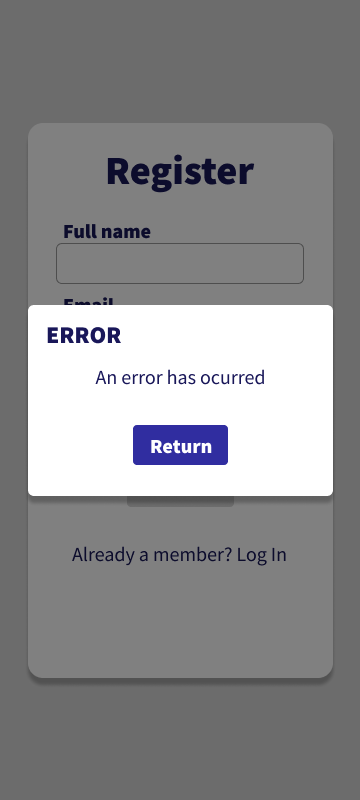 Register
Full name
Email
ERROR
An error has ocurred
Return
Already a member? Log In